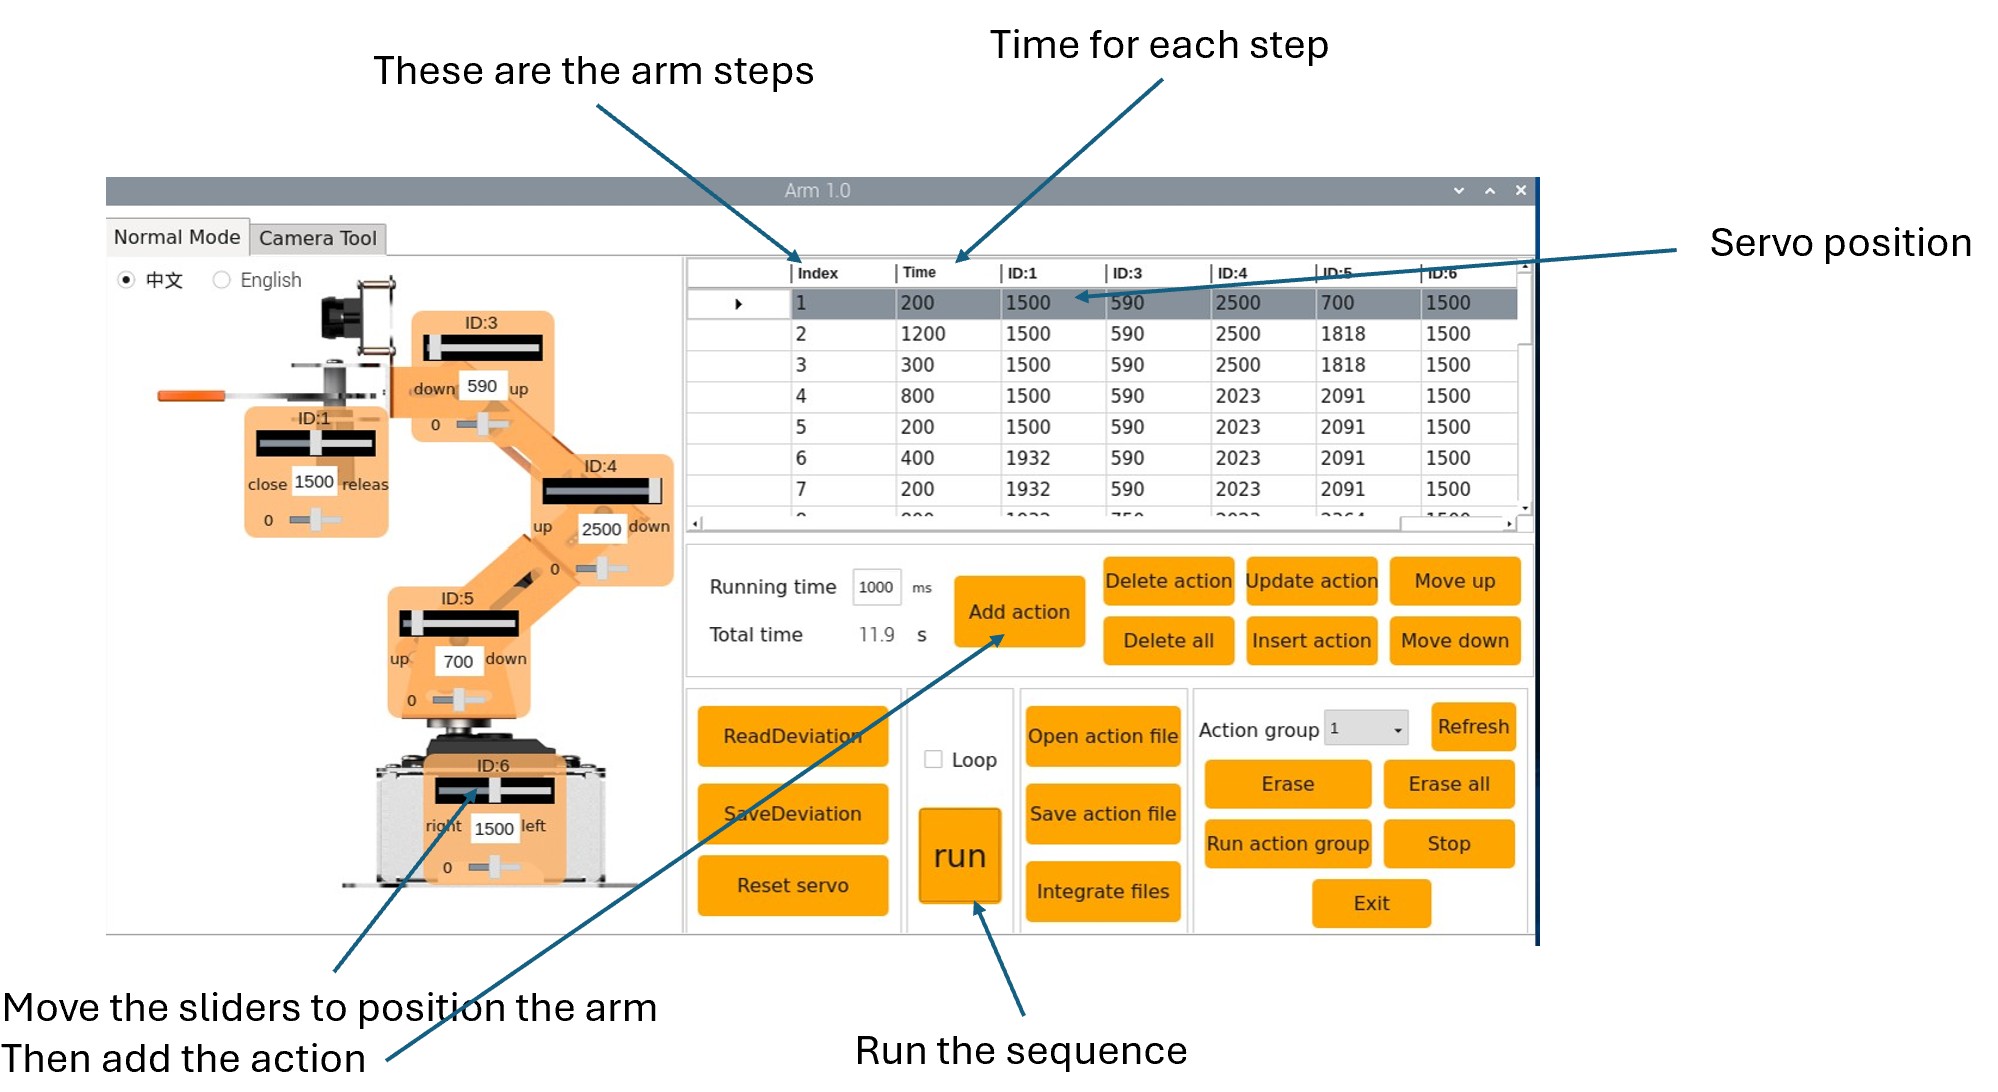 Time for each step
These are the arm steps
Arm 1.0
Servo position
Normal Mode Camera Tool
中文 English
Index Time ID:1 ID:3 ID:4 ID:5 ID:6
1 200 1500 590 2500 700 1500
2 1200 1500 590 2500 1818 1500
3 300 1500 590 2500 1818 1500
4 800 1500 590 2023 2091 1500
5 200 1500 590 2023 2091 1500
6 400 1932 590 2023 2091 1500
7 200 1932 590 2023 2091 1500
ID:3
down 590 up
0
ID:1
close 1500 releas
0
ID:4
up 2500 down
0
ID:5
up 700 down
0
ID:6
right 1500 left
0
Running time 1000 ms
Total time 11.9 s
Add action
Delete action Update action Move up
Delete all Insert action Move down
ReadDeviation
SaveDeviation
Reset servo
Loop
run
Open action file
Save action file
Integrate files
Action group 1 Refresh
Erase Erase all
Run action group Stop
Exit
Move the sliders to position the arm
Then add the action
Run the sequence